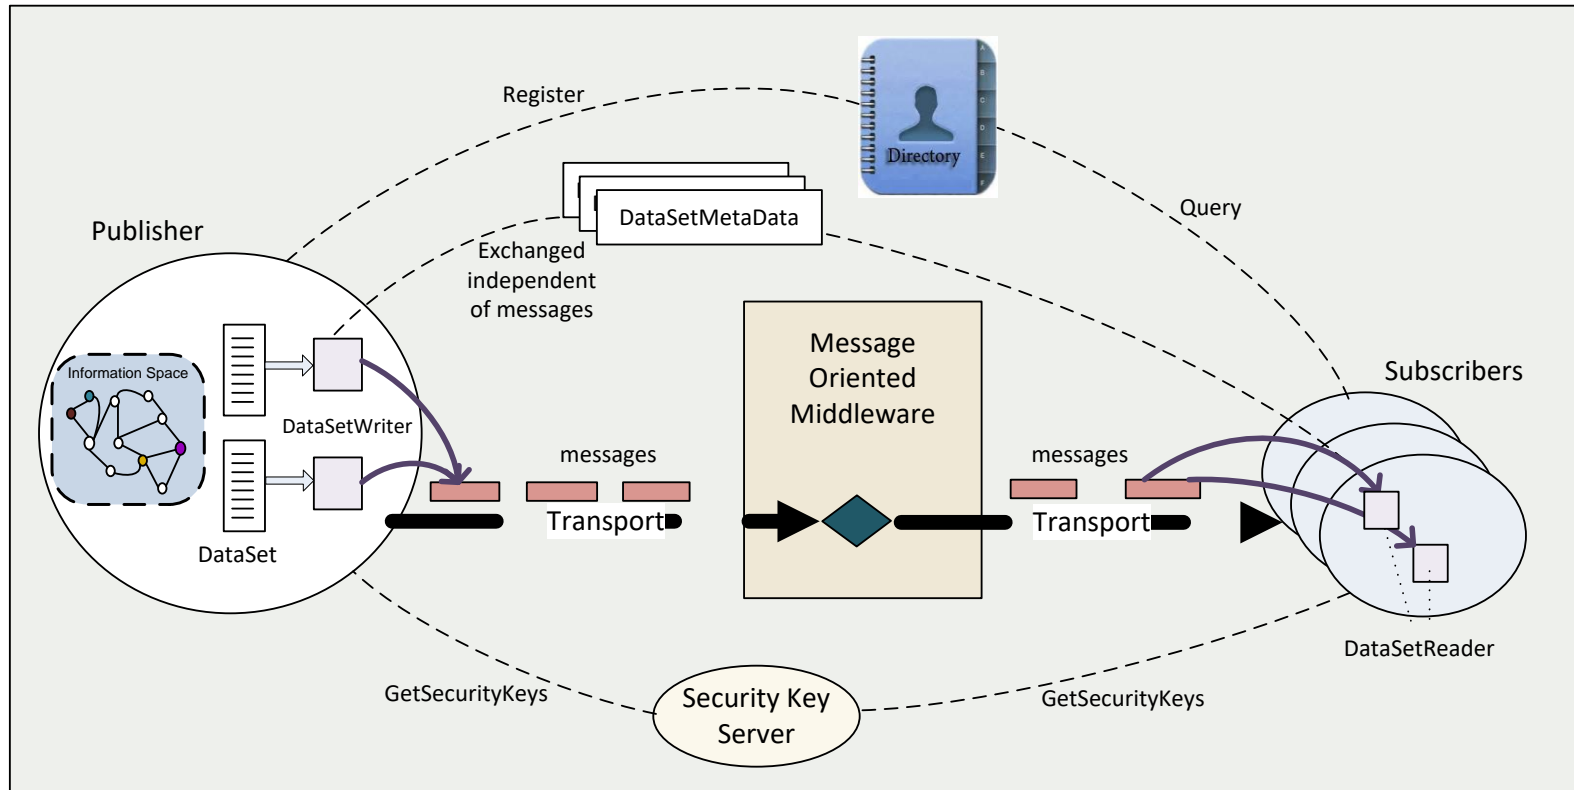 Register
Directory
A
B
C
D
E
F
Query
DataSetMetaData
Publisher
Exchanged
independent
of messages
Information Space
DataSetWriter
DataSet
messages
Transport
Message
Oriented
Middleware
messages
Transport
Subscribers
DataSetReader
GetSecurityKeys
Security Key
Server
GetSecurityKeys